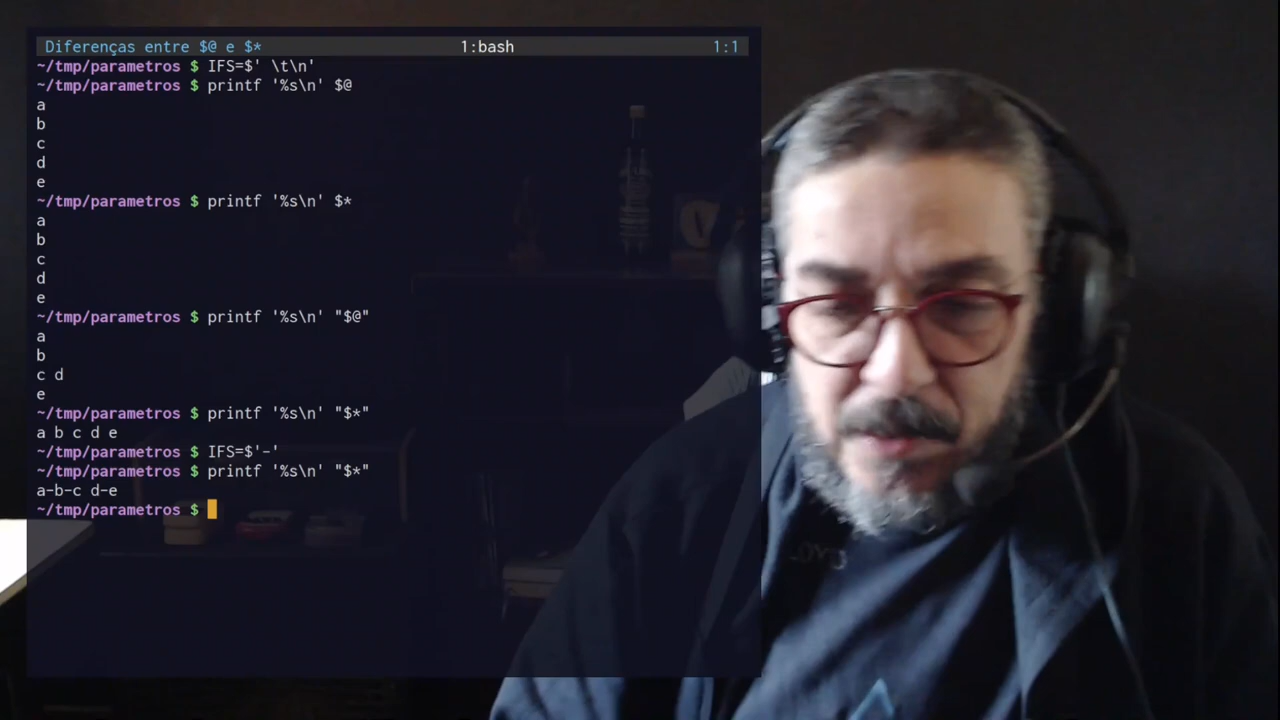 Diferenças entre $@ e $* 1:bash 1:1
~/tmp/parametros $ IFS=$' \t\n'
~/tmp/parametros $ printf '%s\n' $@
a
b
c
d
e
~/tmp/parametros $ printf '%s\n' $*
a
b
c
d
e
~/tmp/parametros $ printf '%s\n' "$@"
a
b
c d
e
~/tmp/parametros $ printf '%s\n' "$*"
a b c d e
~/tmp/parametros $ IFS=$'-'
~/tmp/parametros $ printf '%s\n' "$*"
a-b-c d-e
~/tmp/parametros $